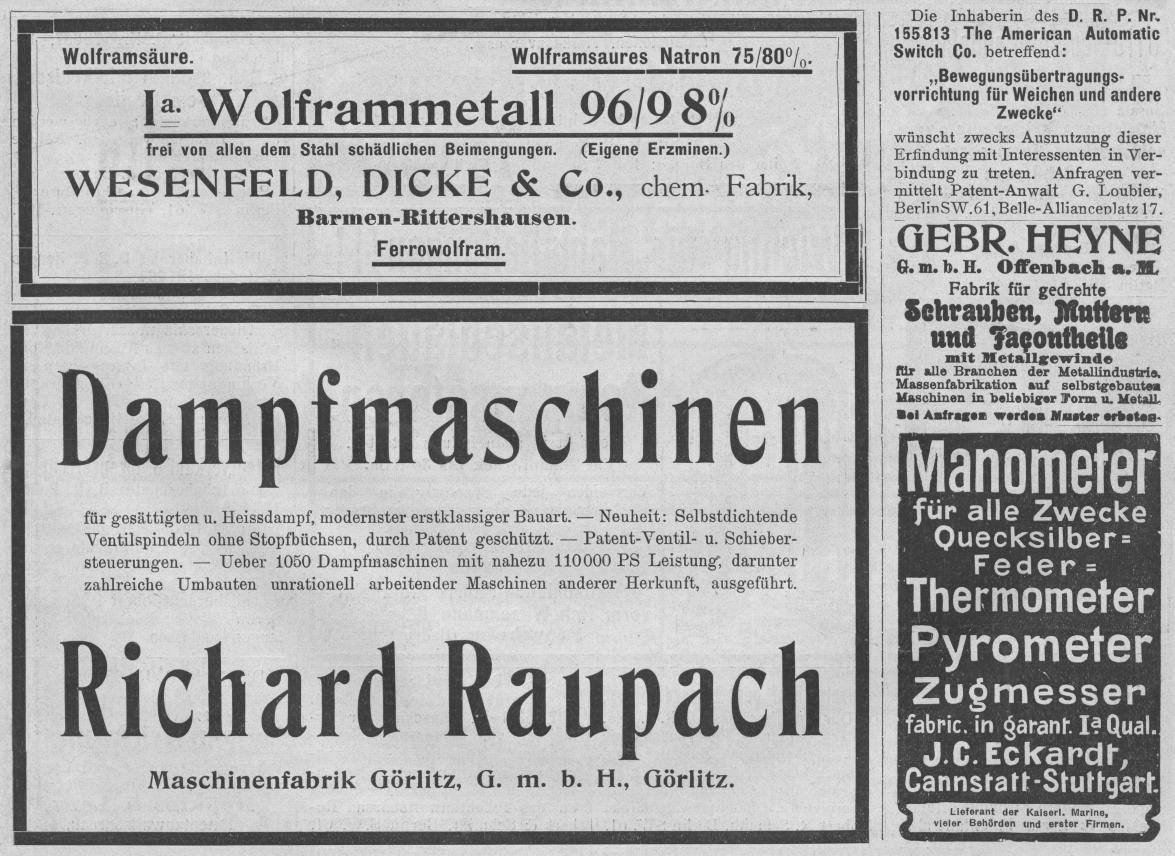 Wolframsäure.
Wolframsaures Natron 75/80%.
Ia. Wolframmetall 96/98%
frei von allen dem Stahl schädlichen Beimengungen. (Eigene Erzminen.)
WESENFELD, DICKE & Co., chem. Fabrik,
Barmen-Rittershausen.
Ferrowolfram.
Dampfmaschinen
für gesättigten u. Heissdampf, modernster erstklassiger Bauart. — Neuheit: Selbstdichtende
Ventilspindeln ohne Stopfbüchsen, durch Patent geschützt. — Patent-Ventil- u. Schieber-
steuerungen. — Ueber 1050 Dampfmaschinen mit nahezu 110000 PS Leistung, darunter
zahlreiche Umbauten unrationell arbeitender Maschinen anderer Herkunft, ausgeführt.
Richard Raupach
Maschinenfabrik Görlitz, G. m. b. H., Görlitz.
Die Inhaberin des D. R. P. Nr.
155813 The American Automatic
Switch Co. betreffend:
„Bewegungsübertragungs-
vorrichtung für Weichen und andere
Zwecke“
wünscht zwecks Ausnutzung dieser
Erfindung mit Interessenten in Ver-
bindung zu treten. Anfragen ver-
mittelt Patent-Anwalt G. Loubier,
Berlin SW. 61, Belle-Allianceplatz 17.
GEBR. HEYNE
G. m. b. H. Offenbach a. M.
Fabrik für gedrehte
Schrauben, Muttern
und Façontheile
mit Metallgewinde
für alle Branchen der Metallindustrie.
Massenfabrikation auf selbstgebauten
Maschinen in beliebiger Form u. Metall.
Bei Anfragen werden Muster erbeten.
Manometer
für alle Zwecke
Quecksilber=
Feder=
Thermometer
Pyrometer
Zugmesser
fabric. in garant. Ia Qual.
J.C. Eckardt,
Cannstatt-Stuttgart.
Lieferant der Kaiserl. Marine,
vieler Behörden und erster Firmen.